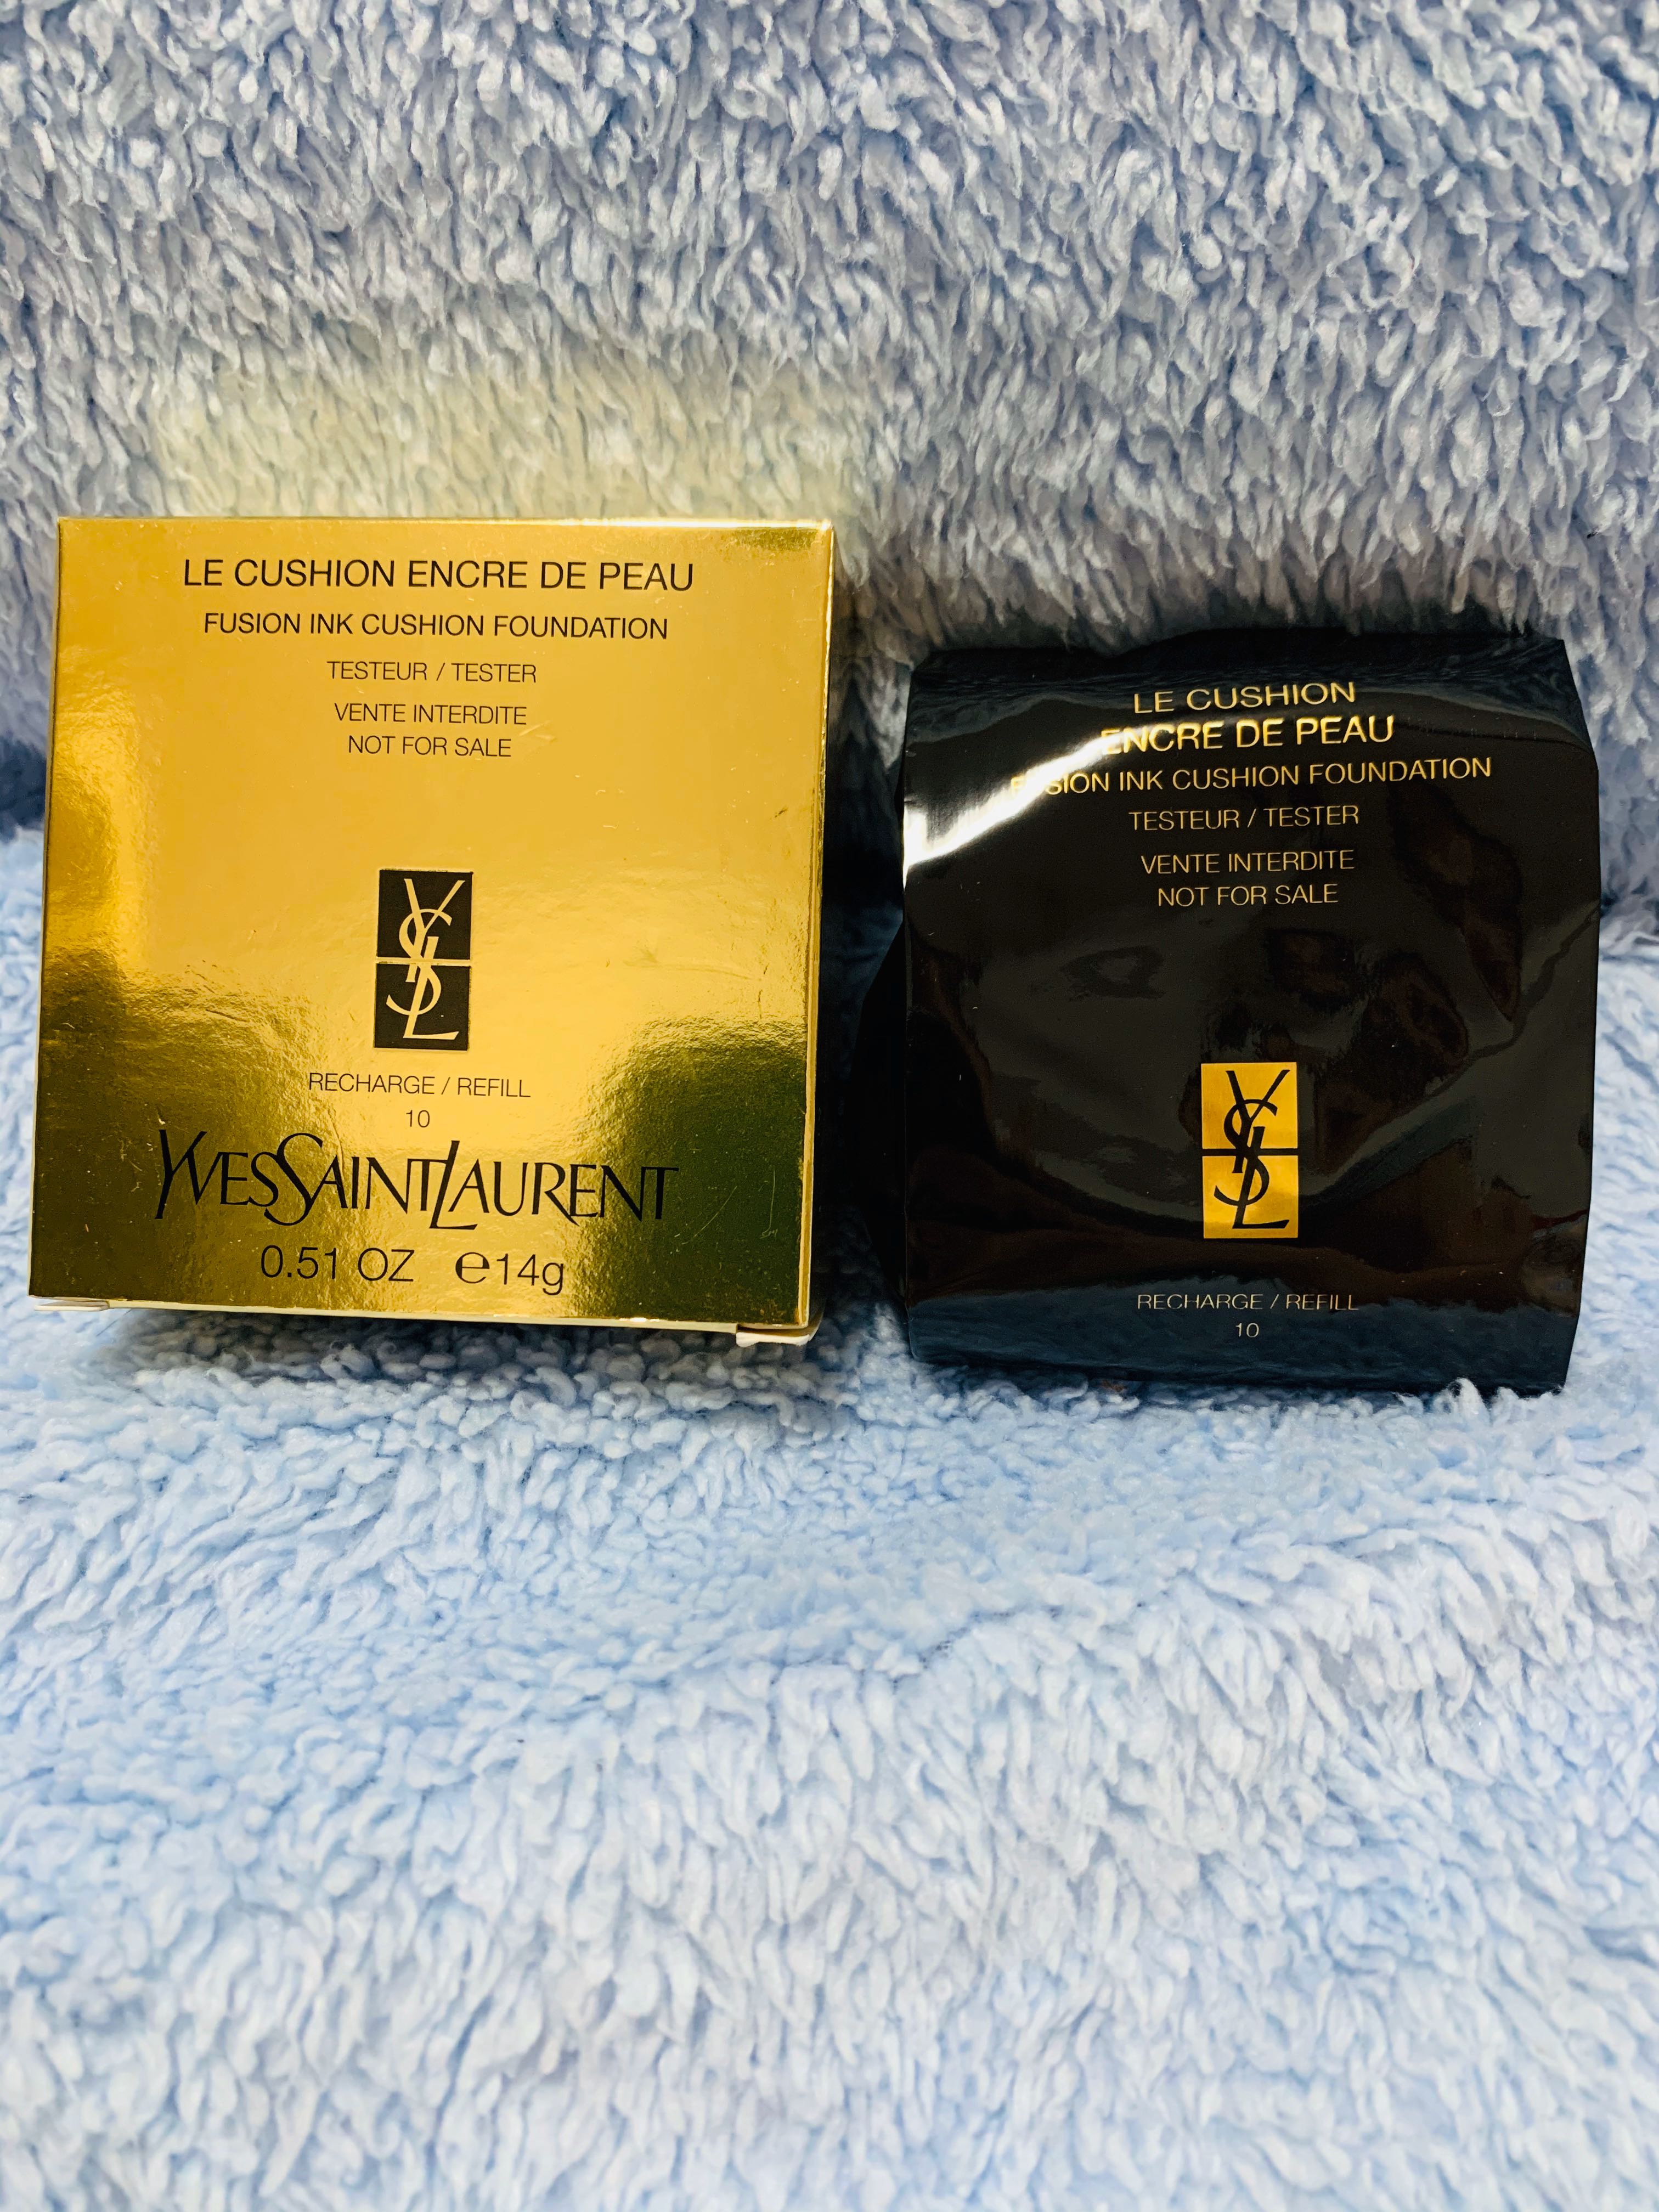 LE CUSHION ENCRE DE PEAU
FUSION INK CUSHION FOUNDATION
TESTEUR / TESTER
VENTE INTERDITE
NOT FOR SALE
YSL
RECHARGE / REFILL
10
YVESSAINTLAURENT
0.51 OZ ℮14g
LE CUSHION
ENCRE DE PEAU
FUSION INK CUSHION FOUNDATION
TESTEUR / TESTER
VENTE INTERDITE
NOT FOR SALE
YSL
RECHARGE / REFILL
10